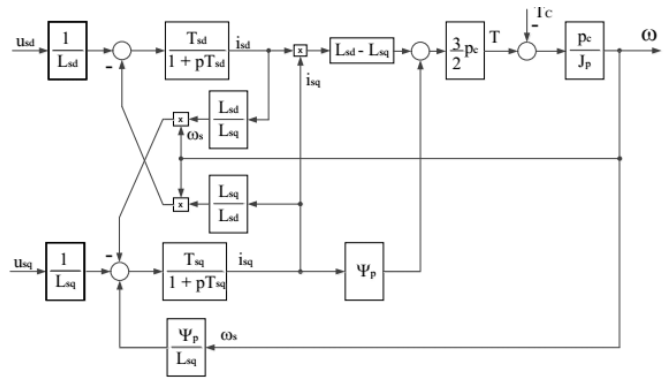 T_C
u_sd
1
L_sd
-
T_sd
1 + pT_sd
i_sd
x
L_sd - L_sq
3
2
p_c
T
-
p_c
J_p
ω
i_sq
x
ω_s
L_sd
L_sq
x
L_sq
L_sd
-
u_sq
1
L_sq
T_sq
1 + pT_sq
i_sq
Ψ_p
-
Ψ_p
L_sq
ω_s